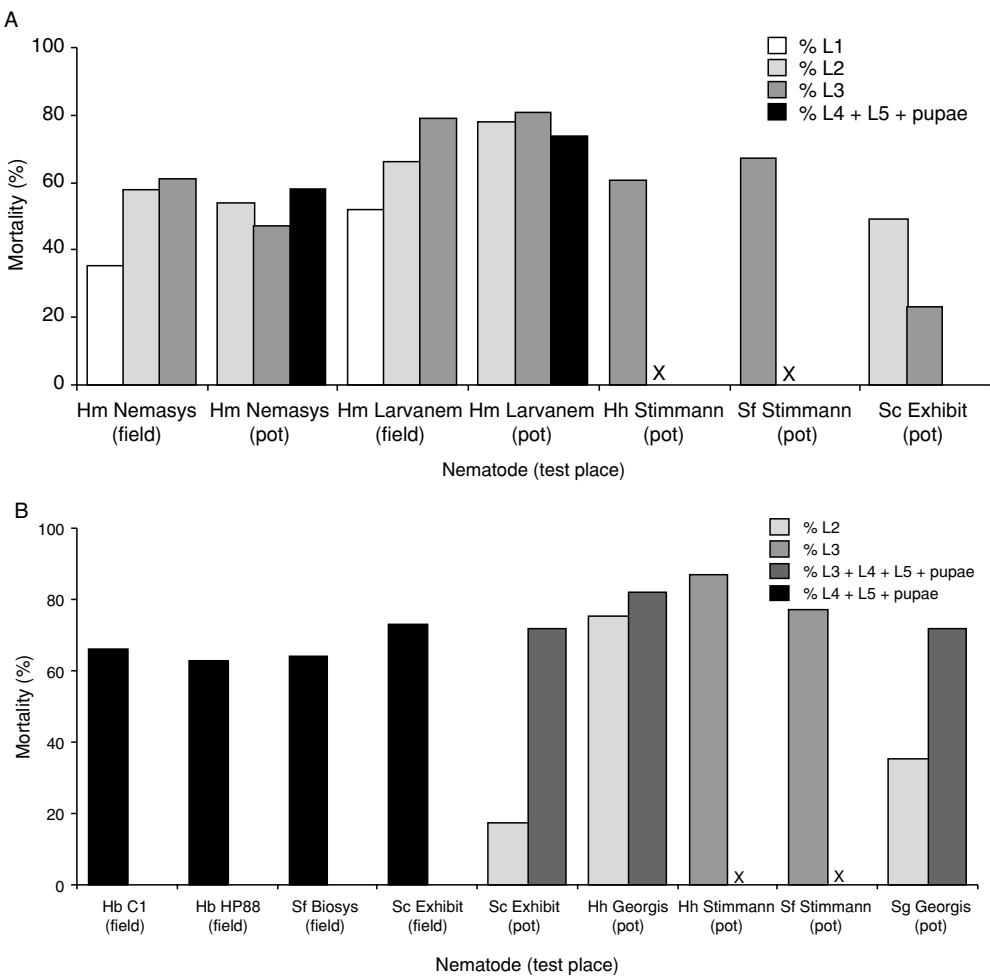 A
100
80
60
40
20
0
Mortality (%)
% L1
% L2
% L3
% L4 + L5 + pupae
X
X
Hm Nemasys
(field)
Hm Nemasys
(pot)
Hm Larvanem
(field)
Hm Larvanem
(pot)
Hh Stimmann
(pot)
Sf Stimmann
(pot)
Sc Exhibit
(pot)
Nematode (test place)
B
100
80
60
40
20
0
Mortality (%)
% L2
% L3
% L3 + L4 + L5 + pupae
% L4 + L5 + pupae
X
X
Hb C1
(field)
Hb HP88
(field)
Sf Biosys
(field)
Sc Exhibit
(field)
Sc Exhibit
(pot)
Hh Georgis
(pot)
Hh Stimmann
(pot)
Sf Stimmann
(pot)
Sg Georgis
(pot)
Nematode (test place)